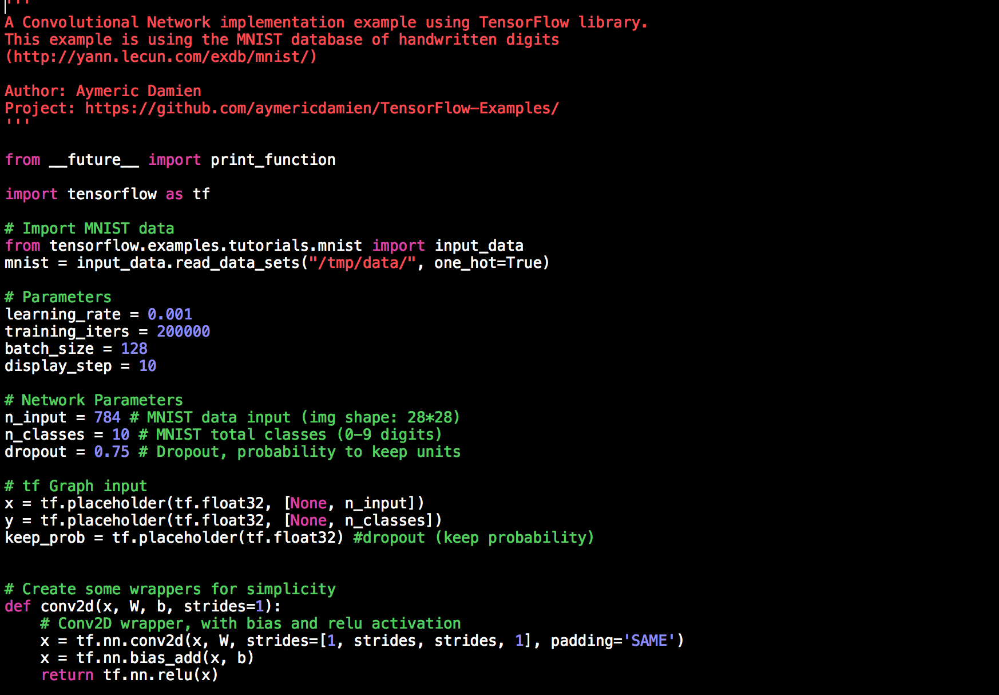 '''
A Convolutional Network implementation example using TensorFlow library.
This example is using the MNIST database of handwritten digits
(http://yann.lecun.com/exdb/mnist/)

Author: Aymeric Damien
Project: https://github.com/aymericdamien/TensorFlow-Examples/
'''

from __future__ import print_function

import tensorflow as tf

# Import MNIST data
from tensorflow.examples.tutorials.mnist import input_data
mnist = input_data.read_data_sets("/tmp/data/", one_hot=True)

# Parameters
learning_rate = 0.001
training_iters = 200000
batch_size = 128
display_step = 10

# Network Parameters
n_input = 784 # MNIST data input (img shape: 28*28)
n_classes = 10 # MNIST total classes (0-9 digits)
dropout = 0.75 # Dropout, probability to keep units

# tf Graph input
x = tf.placeholder(tf.float32, [None, n_input])
y = tf.placeholder(tf.float32, [None, n_classes])
keep_prob = tf.placeholder(tf.float32) #dropout (keep probability)


# Create some wrappers for simplicity
def conv2d(x, W, b, strides=1):
    # Conv2D wrapper, with bias and relu activation
    x = tf.nn.conv2d(x, W, strides=[1, strides, strides, 1], padding='SAME')
    x = tf.nn.bias_add(x, b)
    return tf.nn.relu(x)